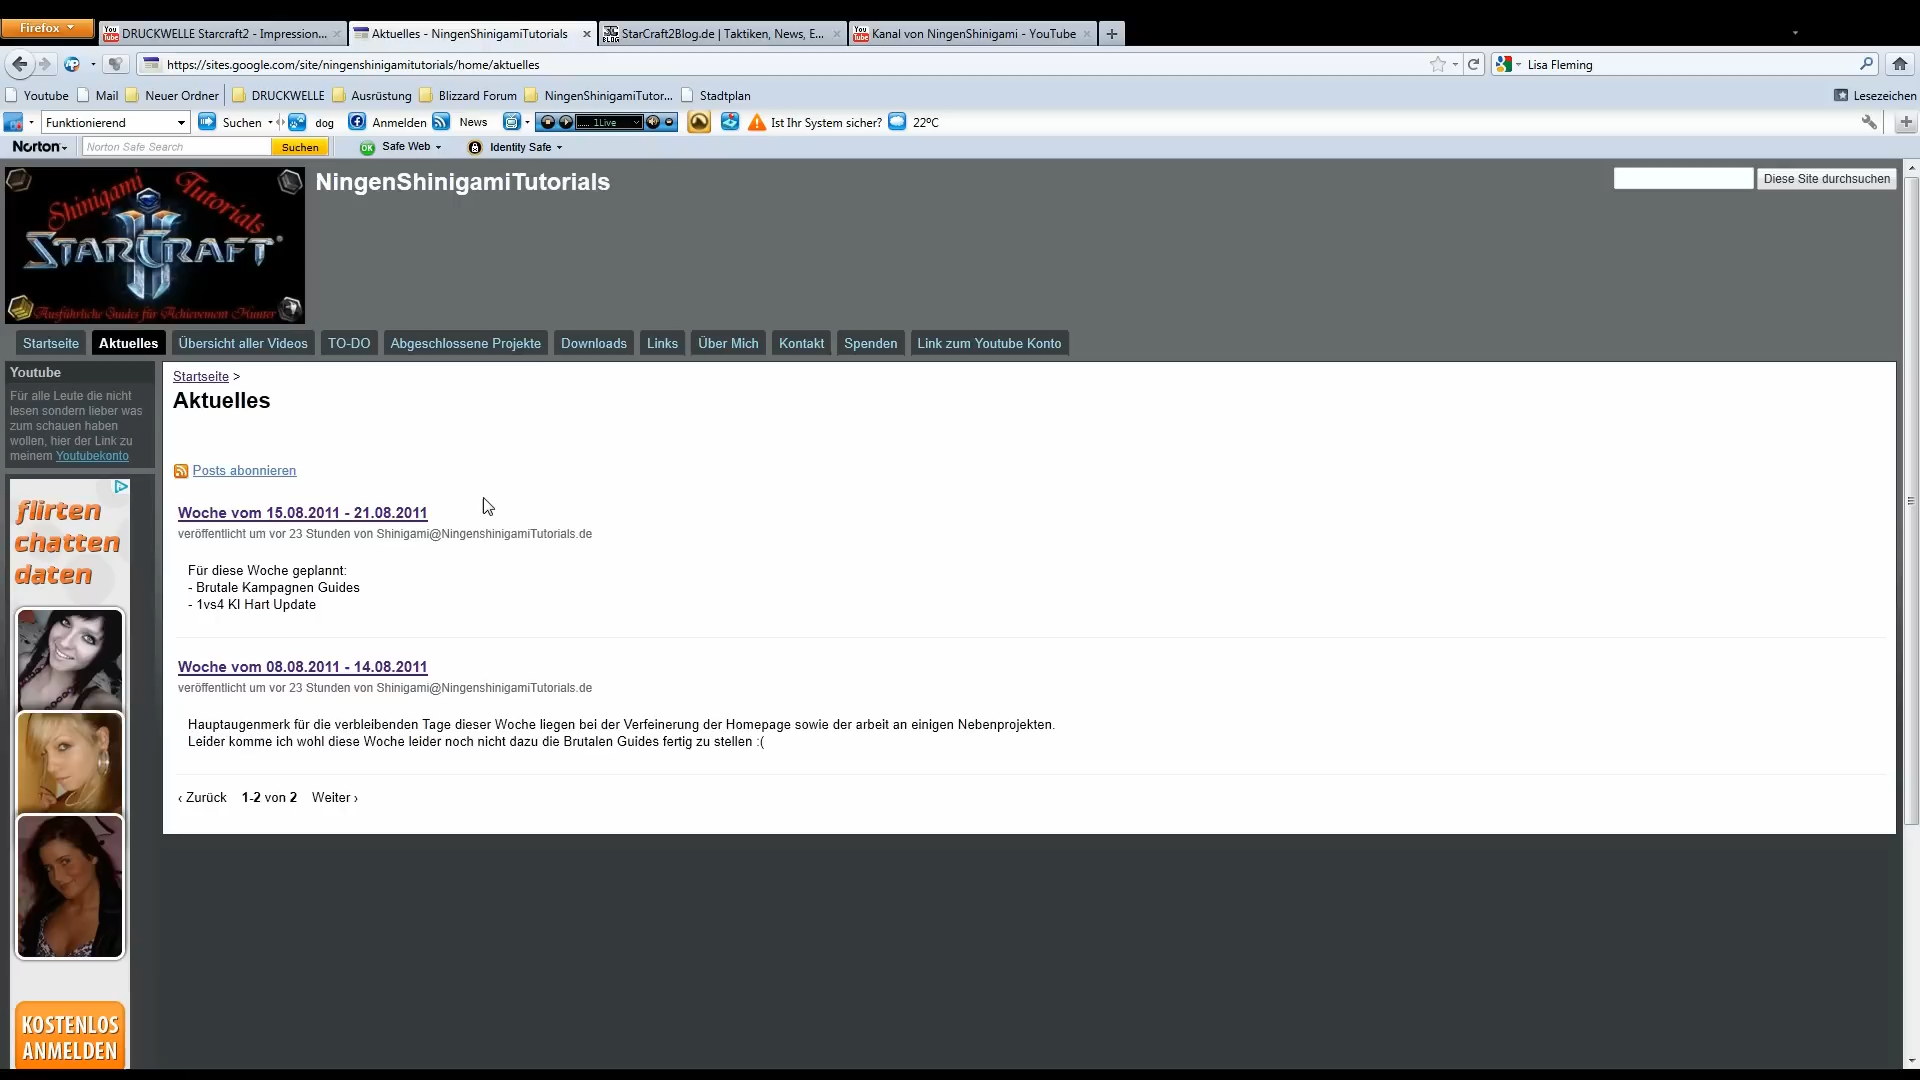 Firefox
DRUCKWELLE Starcraft2 - Impression...
Aktuelles - NingenShinigamiTutorials
StarCraft2Blog.de | Taktiken, News, E...
Kanal von NingenShinigami - YouTube
https://sites.google.com/site/ningenshinigamitutorials/home/aktuelles
Lisa Fleming
Youtube
Mail
Neuer Ordner
DRUCKWELLE
Ausrüstung
Blizzard Forum
NingenShinigamiTutor...
Stadtplan
Lesezeichen
Funktionierend
Suchen
dog
Anmelden
News
1Live
Ist Ihr System sicher?
22ºC
Norton
Norton Safe Search
Suchen
OK
Safe Web
Identity Safe
Shinigami Tutorials
STARCRAFT
II
Ausführliche Guides für Achievement Hunter
NingenShinigamiTutorials
Diese Site durchsuchen
Startseite
Aktuelles
Übersicht aller Videos
TO-DO
Abgeschlossene Projekte
Downloads
Links
Über Mich
Kontakt
Spenden
Link zum Youtube Konto
Youtube
Für alle Leute die nicht
lesen sondern lieber was
zum schauen haben
wollen, hier der Link zu
meinem Youtubekonto
flirten
chatten
daten
KOSTENLOS
ANMELDEN
Startseite >
Aktuelles
Posts abonnieren
Woche vom 15.08.2011 - 21.08.2011
veröffentlicht um vor 23 Stunden von Shinigami@NingenshinigamiTutorials.de
Für diese Woche geplannt:
- Brutale Kampagnen Guides
- 1vs4 KI Hart Update
Woche vom 08.08.2011 - 14.08.2011
veröffentlicht um vor 23 Stunden von Shinigami@NingenshinigamiTutorials.de
Hauptaugenmerk für die verbleibenden Tage dieser Woche liegen bei der Verfeinerung der Homepage sowie der arbeit an einigen Nebenprojekten.
Leider komme ich wohl diese Woche leider noch nicht dazu die Brutalen Guides fertig zu stellen :(
‹ Zurück 1-2 von 2 Weiter ›